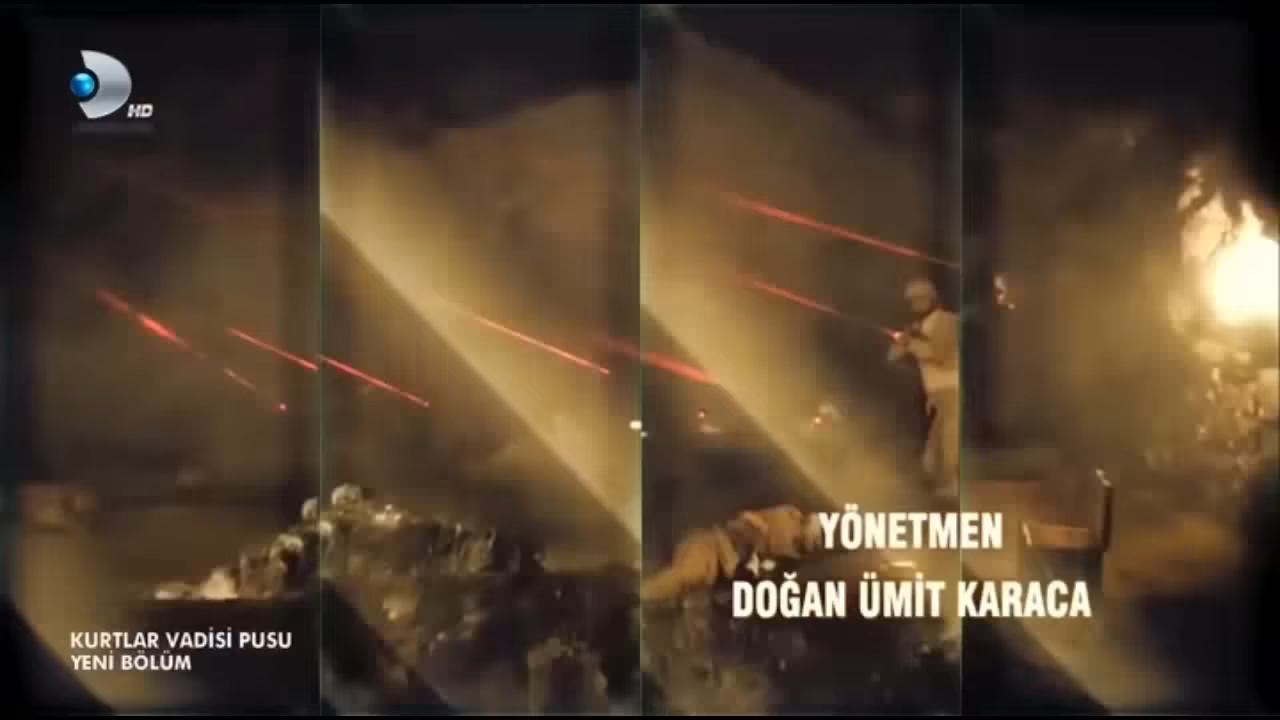 HD
YÖNETMEN
DOĞAN ÜMİT KARACA
KURTLAR VADİSİ PUSU
YENİ BÖLÜM